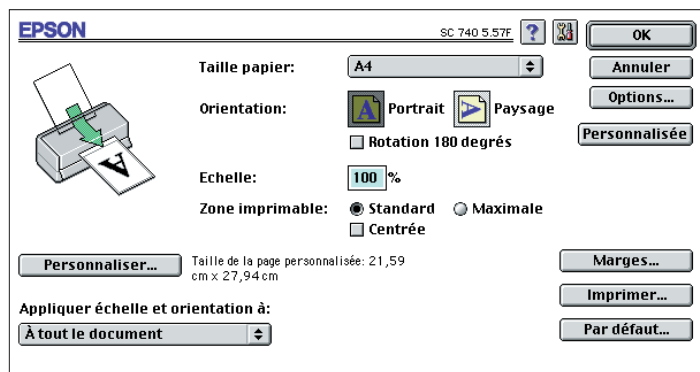 EPSON
SC 740 5.57F
?
OK
Taille papier:
A4
Annuler
Orientation:
A
Portrait
A
Paysage
Options...
Rotation 180 degrés
Personnalisée
A
Echelle:
100 %
Zone imprimable:
Standard
Maximale
Centrée
Personnaliser...
Taille de la page personnalisée: 21,59
cm x 27,94 cm
Marges...
Imprimer...
Appliquer échelle et orientation à:
À tout le document
Par défaut...